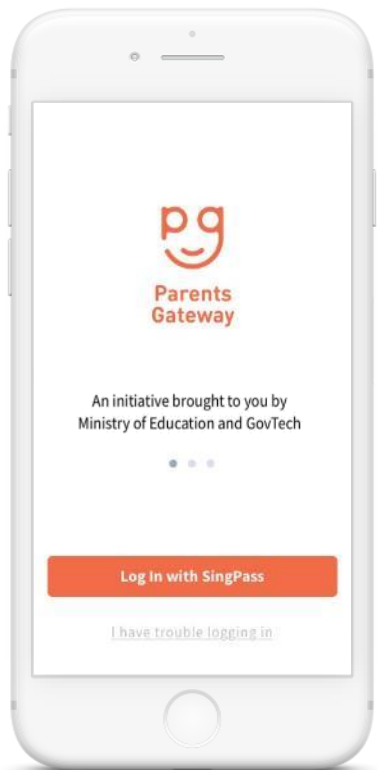 pg
Parents
Gateway
An initiative brought to you by
Ministry of Education and GovTech
Log In with SingPass
I have trouble logging in